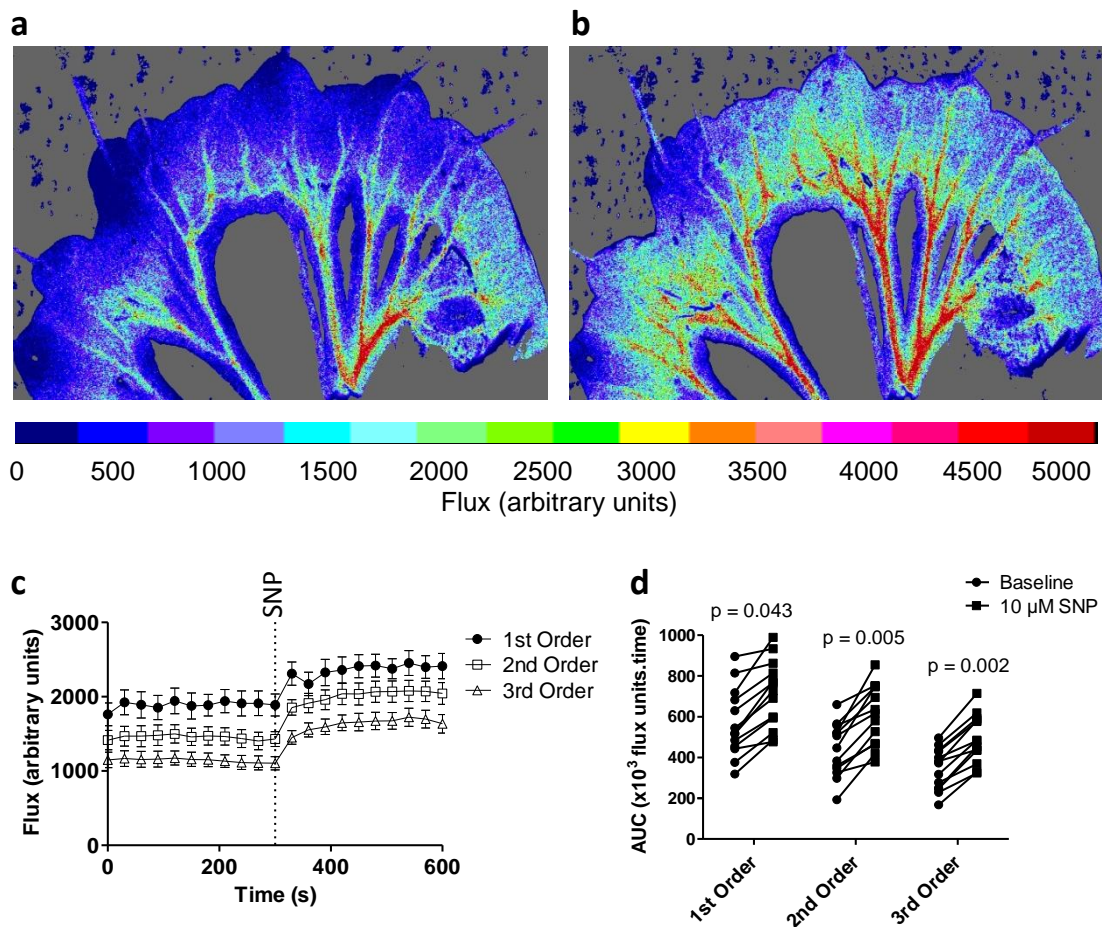 a
b
0 500 1000 1500 2000 2500 3000 3500 4000 4500 5000
Flux (arbitrary units)
c
SNP
3000
2000
1000
0
Flux (arbitrary units)
0 200 400 600
Time (s)
1st Order
2nd Order
3rd Order
d
Baseline
10 µM SNP
p = 0.043
p = 0.005
p = 0.002
1000
800
600
400
200
0
AUC (x10³ flux units.time)
1st Order
2nd Order
3rd Order